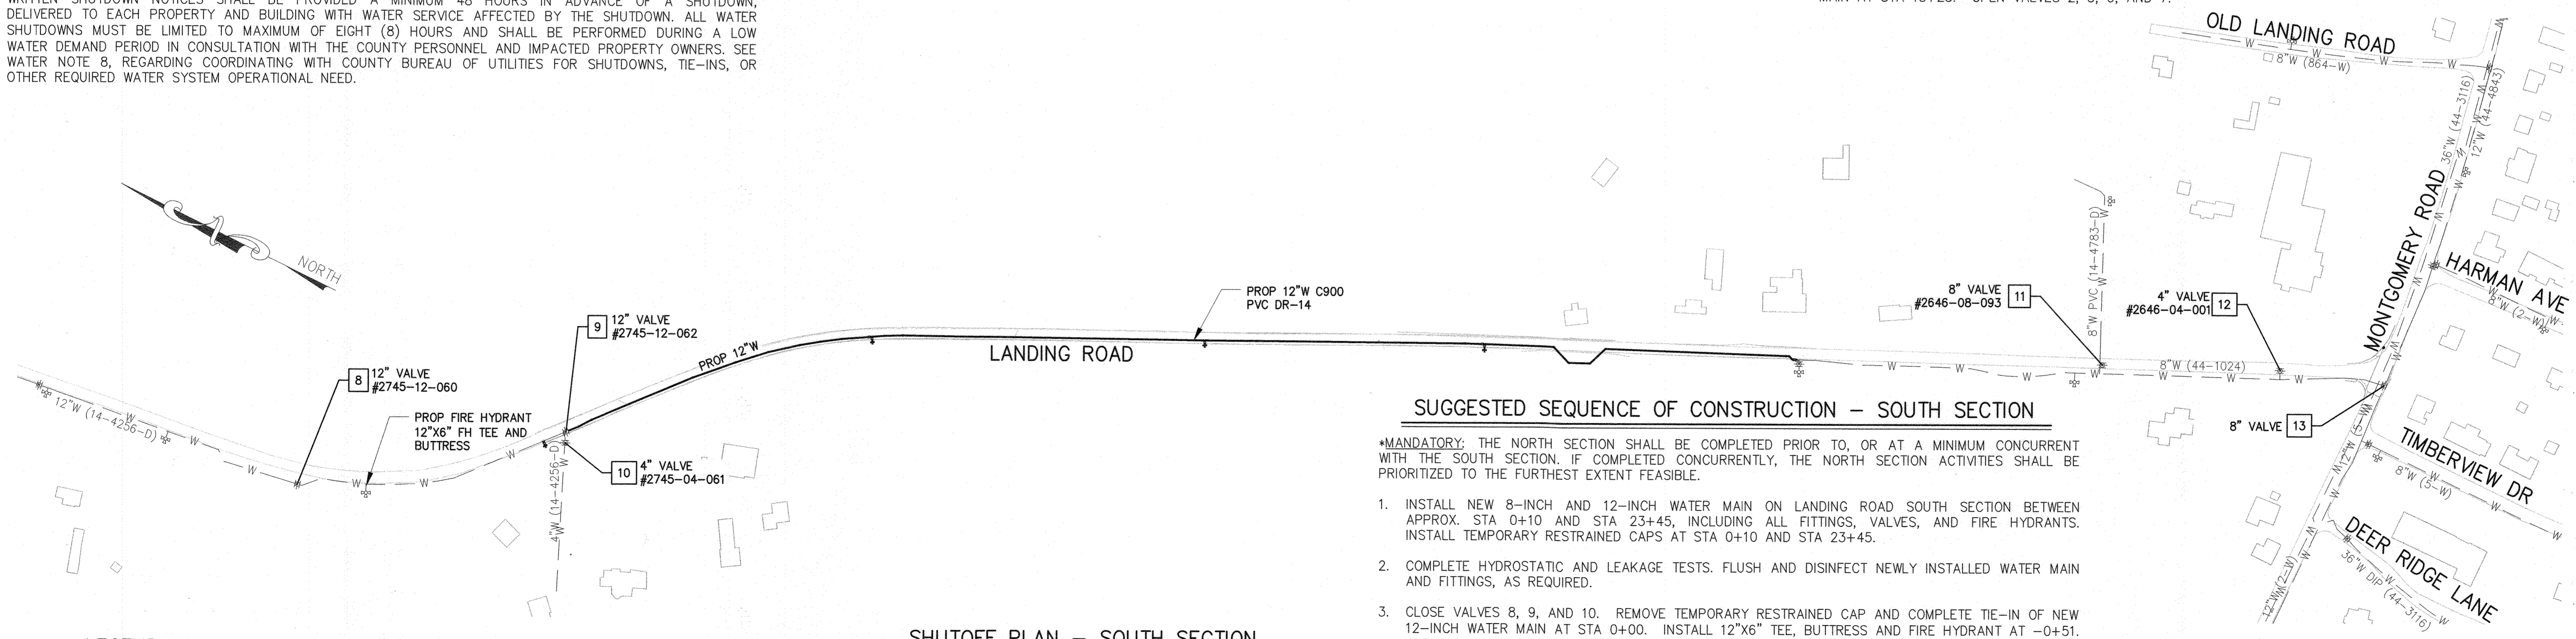 WRITTEN SHUTDOWN NOTICES SHALL BE PROVIDED A MINIMUM 48 HOURS IN ADVANCE OF A SHUTDOWN,
DELIVERED TO EACH PROPERTY AND BUILDING WITH WATER SERVICE AFFECTED BY THE SHUTDOWN. ALL WATER
SHUTDOWNS MUST BE LIMITED TO MAXIMUM OF EIGHT (8) HOURS AND SHALL BE PERFORMED DURING A LOW
WATER DEMAND PERIOD IN CONSULTATION WITH THE COUNTY PERSONNEL AND IMPACTED PROPERTY OWNERS. SEE
WATER NOTE 8, REGARDING COORDINATING WITH COUNTY BUREAU OF UTILITIES FOR SHUTDOWNS, TIE-INS, OR
OTHER REQUIRED WATER SYSTEM OPERATIONAL NEED.
OLD LANDING ROAD
8"W (864-W)
36"W (44-3116)
12"W (44-4843)
MONTGOMERY ROAD
HARMAN AVE
8"W (2-W)
NORTH
PROP 12"W C900
PVC DR-14
8" VALVE
#2646-08-093
11
8"W PVC (14-4783-D)
4" VALVE
#2646-04-001
12
9
12" VALVE
#2745-12-062
PROP 12"W
LANDING ROAD
8"W (44-1024)
8
12" VALVE
#2745-12-060
12"W (14-4256-D)
PROP FIRE HYDRANT
12"X6" FH TEE AND
BUTTRESS
10
4" VALVE
#2745-04-061
4"W (14-4256-D)
8" VALVE
13
TIMBERVIEW DR
8"W (5-W)
DEER RIDGE LANE
36"W DIP (44-3116)
12"W (2-W)
SUGGESTED SEQUENCE OF CONSTRUCTION – SOUTH SECTION
*MANDATORY: THE NORTH SECTION SHALL BE COMPLETED PRIOR TO, OR AT A MINIMUM CONCURRENT
WITH THE SOUTH SECTION. IF COMPLETED CONCURRENTLY, THE NORTH SECTION ACTIVITIES SHALL BE
PRIORITIZED TO THE FURTHEST EXTENT FEASIBLE.
1. INSTALL NEW 8-INCH AND 12-INCH WATER MAIN ON LANDING ROAD SOUTH SECTION BETWEEN
APPROX. STA 0+10 AND STA 23+45, INCLUDING ALL FITTINGS, VALVES, AND FIRE HYDRANTS.
INSTALL TEMPORARY RESTRAINED CAPS AT STA 0+10 AND STA 23+45.
2. COMPLETE HYDROSTATIC AND LEAKAGE TESTS. FLUSH AND DISINFECT NEWLY INSTALLED WATER MAIN
AND FITTINGS, AS REQUIRED.
3. CLOSE VALVES 8, 9, AND 10. REMOVE TEMPORARY RESTRAINED CAP AND COMPLETE TIE-IN OF NEW
12-INCH WATER MAIN AT STA 0+00. INSTALL 12"X6" TEE, BUTTRESS AND FIRE HYDRANT AT -0+51.
SHUTOFF PLAN – SOUTH SECTION